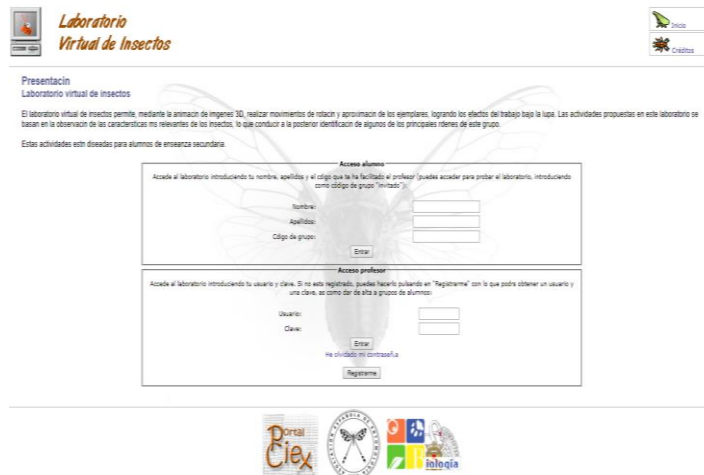 Laboratorio
Virtual de Insectos
Inicio
Créditos
Presentacin
Laboratorio virtual de insectos
El laboratorio virtual de insectos permite, mediante la animacin de imgenes 3D, realizar movimientos de rotacin y aproximacin de los ejemplares, logrando los efectos del trabajo bajo la lupa. Las actividades propuestas en este laboratorio se
basan en la observacin de las caractersticas ms relevantes de los insectos, lo que conducir a la posterior identificacin de algunos de los principales rdenes de este grupo.
Estas actividades estn diseadas para alumnos de enseanza secundaria.
Acceso alumno
Accede al laboratorio introduciendo tu nombre, apellidos y el cdigo que te ha facilitado el profesor (puedes acceder para probar el laboratorio, introduciendo
como código de grupo "invitado"):
Nombre:
Apellidos:
Cdigo de grupo:
Entrar
Acceso profesor
Accede al laboratorio introduciendo tu usuario y clave. Si no ests registrado, puedes hacerlo pulsando en "Registrarme" con lo que podra obtener un usuario y
una clave, as como dar de alta a grupos de alumnos:
Usuario:
Clave:
Entrar
He olvidado mi contraseña
Registrarme
Portal
Ciex
ASOCIACION ESPAÑOLA DE ENTOMOLOGIA
Biología